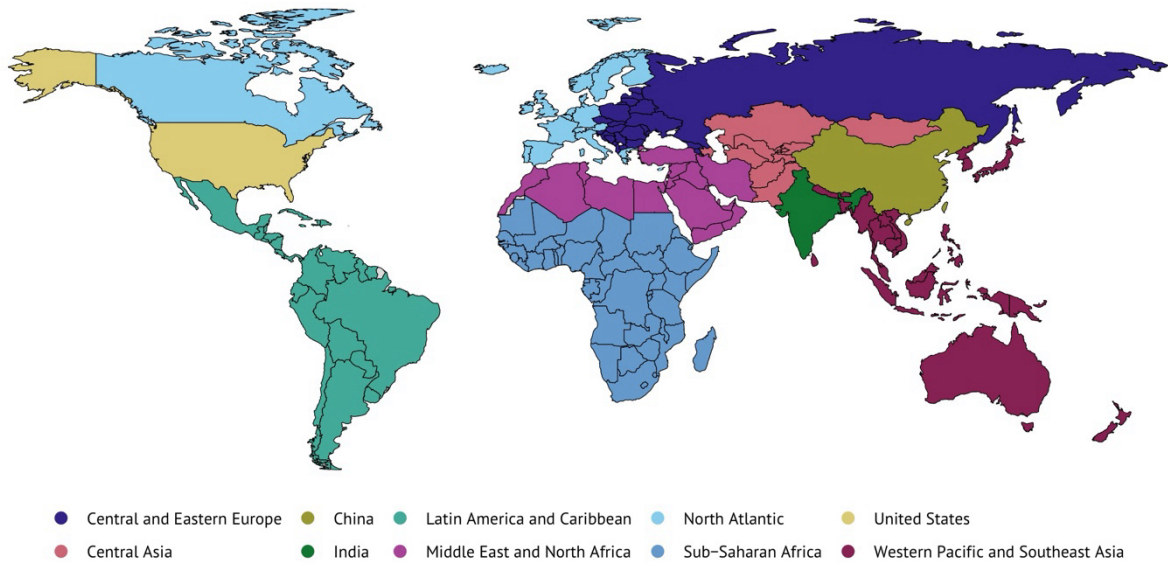 Central and Eastern Europe China Latin America and Caribbean North Atlantic United States
Central Asia India Middle East and North Africa Sub−Saharan Africa Western Pacific and Southeast Asia